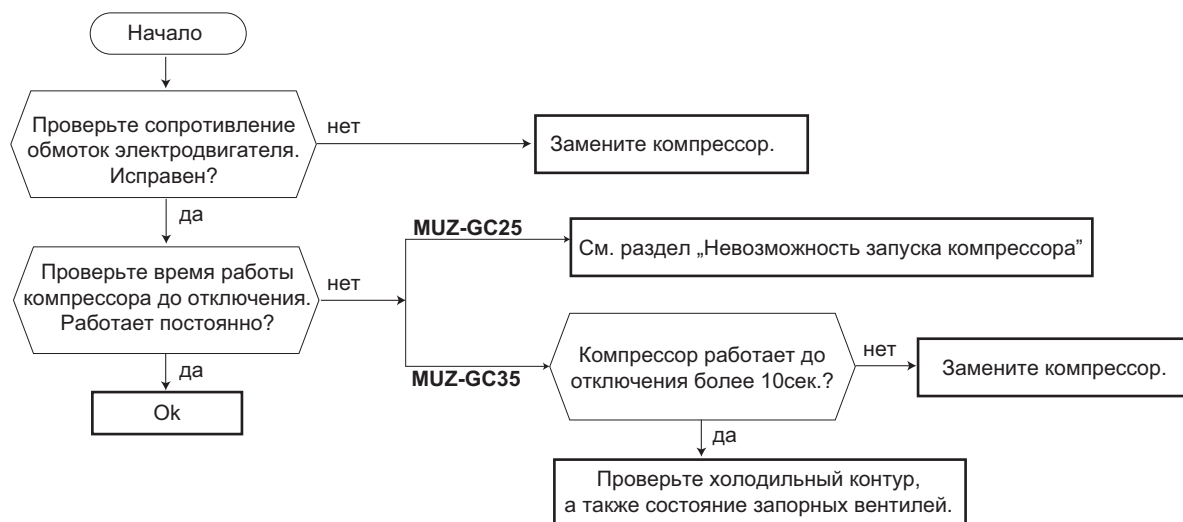 Начало
Проверьте сопротивление
обмоток электродвигателя.
Исправен?
нет
Замените компрессор.
да
Проверьте время работы
компрессора до отключения.
Работает постоянно?
нет
MUZ-GC25
См. раздел „Невозможность запуска компрессора”
MUZ-GC35
Компрессор работает до
отключения более 10сек.?
нет
Замените компрессор.
да
Ok
да
Проверьте холодильный контур,
а также состояние запорных вентилей.